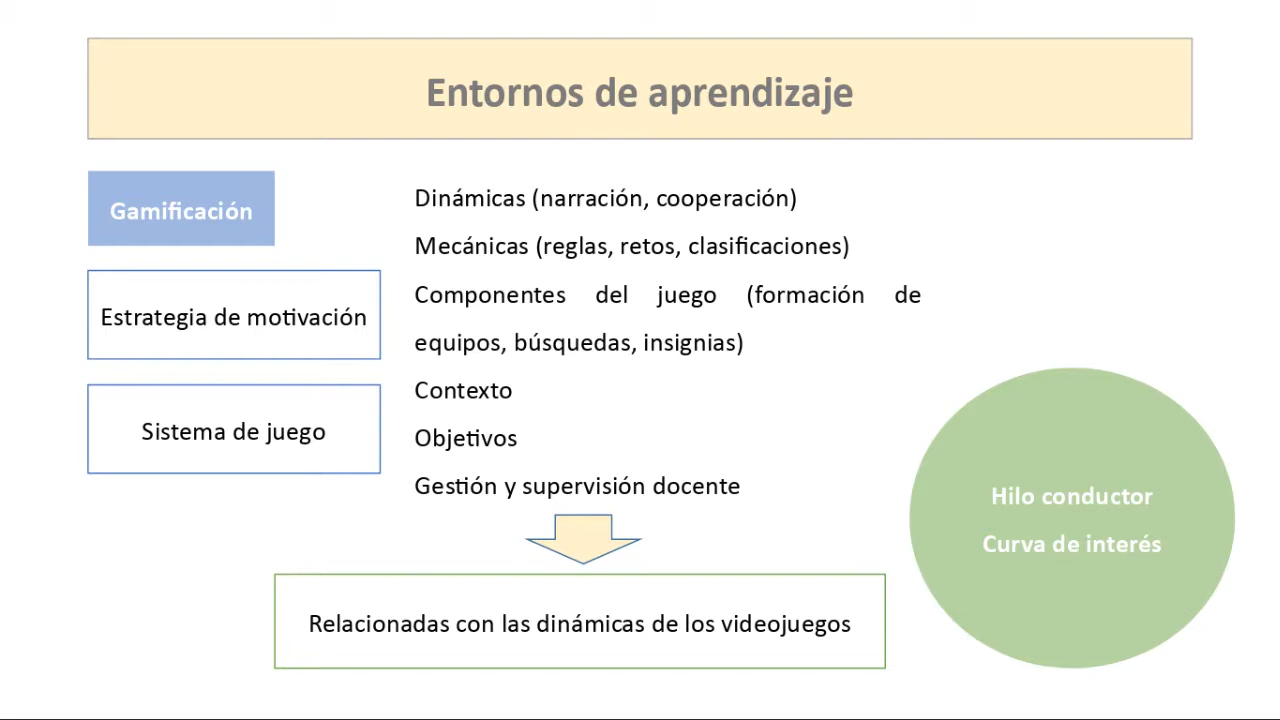 Entornos de aprendizaje
Gamificación
Estrategia de motivación
Sistema de juego
Dinámicas (narración, cooperación)
Mecánicas (reglas, retos, clasificaciones)
Componentes del juego (formación de
equipos, búsquedas, insignias)
Contexto
Objetivos
Gestión y supervisión docente
Relacionadas con las dinámicas de los videojuegos
Hilo conductor
Curva de interés